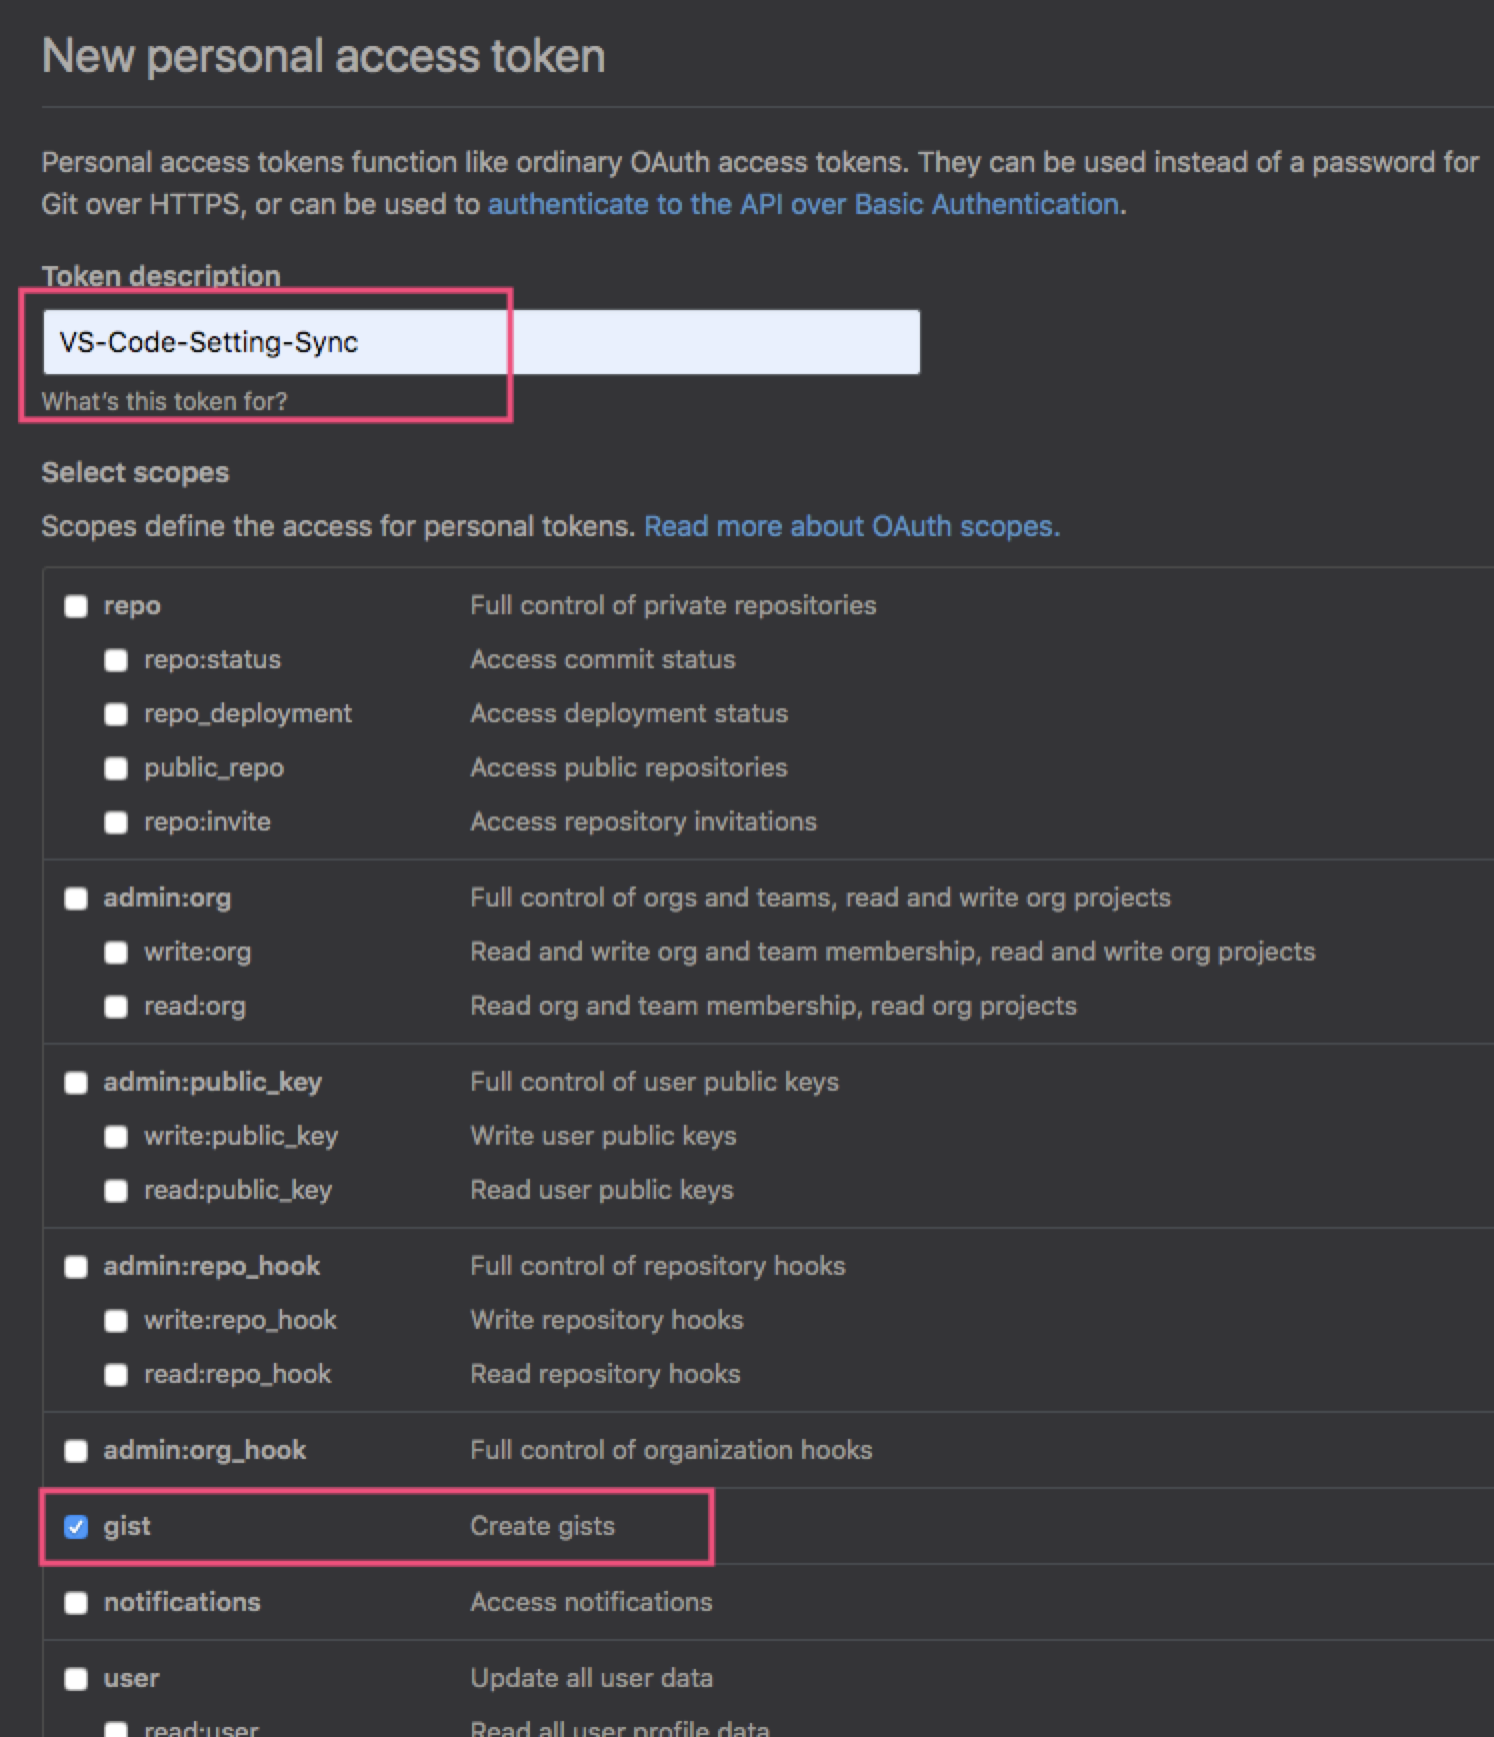 New personal access token
Personal access tokens function like ordinary OAuth access tokens. They can be used instead of a password for
Git over HTTPS, or can be used to authenticate to the API over Basic Authentication.
Token description
VS-Code-Setting-Sync
What's this token for?
Select scopes
Scopes define the access for personal tokens. Read more about OAuth scopes.
repo Full control of private repositories
repo:status Access commit status
repo_deployment Access deployment status
public_repo Access public repositories
repo:invite Access repository invitations
admin:org Full control of orgs and teams, read and write org projects
write:org Read and write org and team membership, read and write org projects
read:org Read org and team membership, read org projects
admin:public_key Full control of user public keys
write:public_key Write user public keys
read:public_key Read user public keys
admin:repo_hook Full control of repository hooks
write:repo_hook Write repository hooks
read:repo_hook Read repository hooks
admin:org_hook Full control of organization hooks
gist Create gists
notifications Access notifications
user Update all user data
read:user Read all user profile data